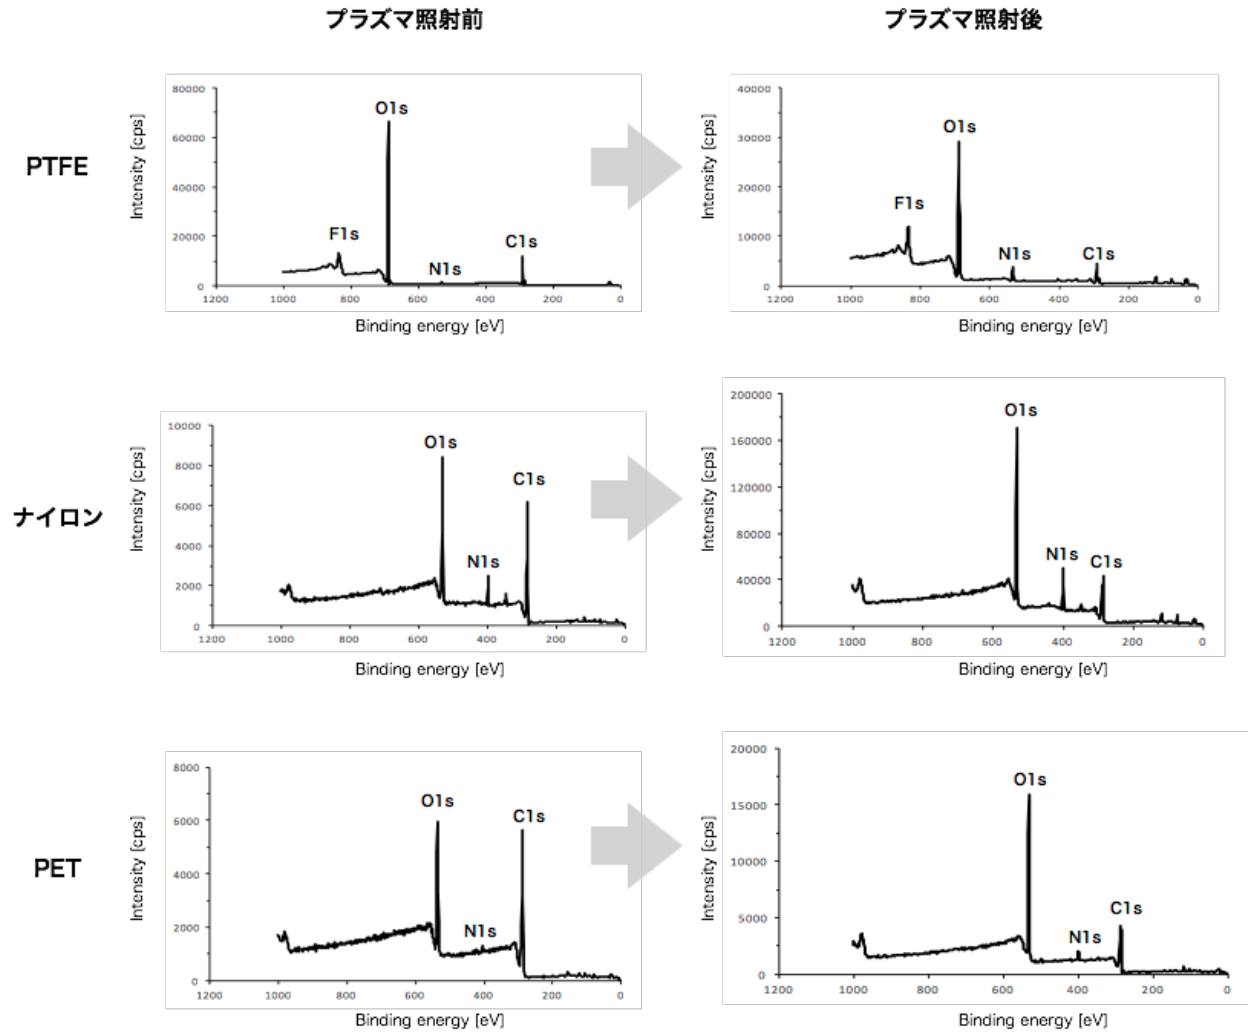 プラズマ照射前
プラズマ照射後
PTFE
Intensity [cps]
80000
60000
40000
20000
0
O1s
F1s
N1s
C1s
1200 1000 800 600 400 200 0
Binding energy [eV]
Intensity [cps]
40000
30000
20000
10000
0
O1s
F1s
N1s
C1s
1200 1000 800 600 400 200 0
Binding energy [eV]
ナイロン
Intensity [cps]
10000
8000
6000
4000
2000
0
O1s
C1s
N1s
1200 1000 800 600 400 200 0
Binding energy [eV]
Intensity [cps]
200000
160000
120000
80000
40000
0
O1s
N1s
C1s
1200 1000 800 600 400 200 0
Binding energy [eV]
PET
Intensity [cps]
8000
6000
4000
2000
0
O1s
C1s
N1s
1200 1000 800 600 400 200 0
Binding energy [eV]
Intensity [cps]
20000
15000
10000
5000
0
O1s
C1s
N1s
1200 1000 800 600 400 200 0
Binding energy [eV]